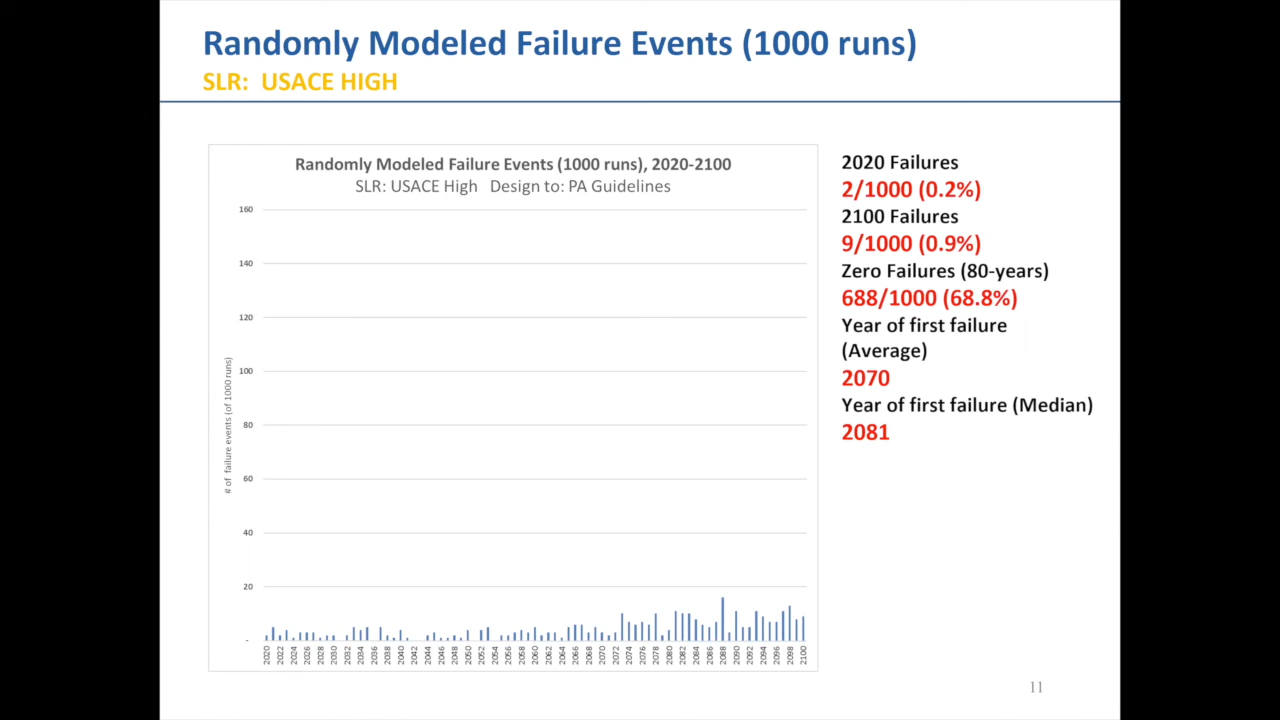 Randomly Modeled Failure Events (1000 runs)
SLR:  USACE HIGH
Randomly Modeled Failure Events (1000 runs), 2020-2100
SLR: USACE High   Design to: PA Guidelines
# of failure events (of 1000 runs)
160
140
120
100
80
60
40
20
-
2020 2022 2024 2026 2028 2030 2032 2034 2036 2038 2040 2042 2044 2046 2048 2050 2052 2054 2056 2058 2060 2062 2064 2066 2068 2070 2072 2074 2076 2078 2080 2082 2084 2086 2088 2090 2092 2094 2096 2098 2100
2020 Failures
2/1000 (0.2%)
2100 Failures
9/1000 (0.9%)
Zero Failures (80-years)
688/1000 (68.8%)
Year of first failure
(Average)
2070
Year of first failure (Median)
2081
11